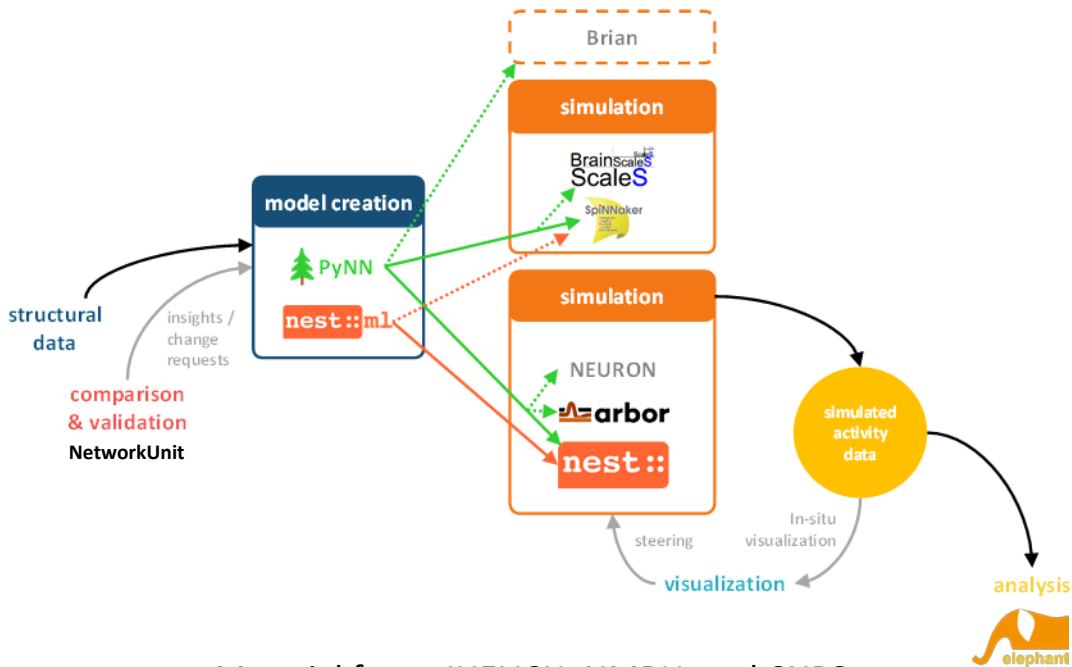 Brian
simulation
BrainScaleS
ScaleS
SpiNNaker
model creation
PyNN
nest::ml
structural
data
insights /
change
requests
comparison
& validation
NetworkUnit
simulation
NEURON
arbor
nest::
simulated
activity
data
In-situ
visualization
steering
visualization
analysis
elephant